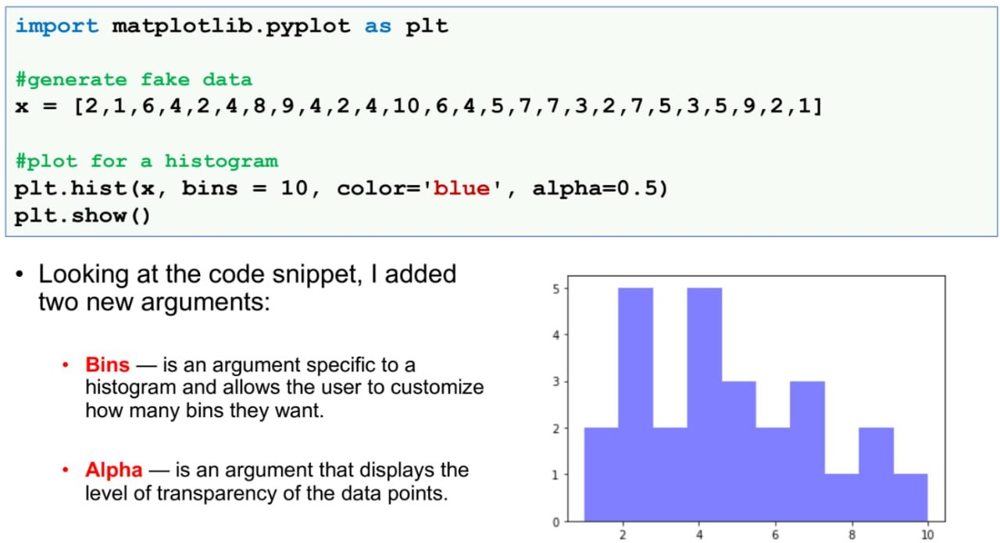 import matplotlib.pyplot as plt
#generate fake data
x = [2,1,6,4,2,4,8,9,4,2,4,10,6,4,5,7,7,3,2,7,5,3,5,9,2,1]
#plot for a histogram
plt.hist(x, bins = 10, color='blue', alpha=0.5)
plt.show()
• Looking at the code snippet, I added
two new arguments:
• Bins — is an argument specific to a
histogram and allows the user to customize
how many bins they want.
• Alpha — is an argument that displays the
level of transparency of the data points.
5
4
3
2
1
0
2 4 6 8 10